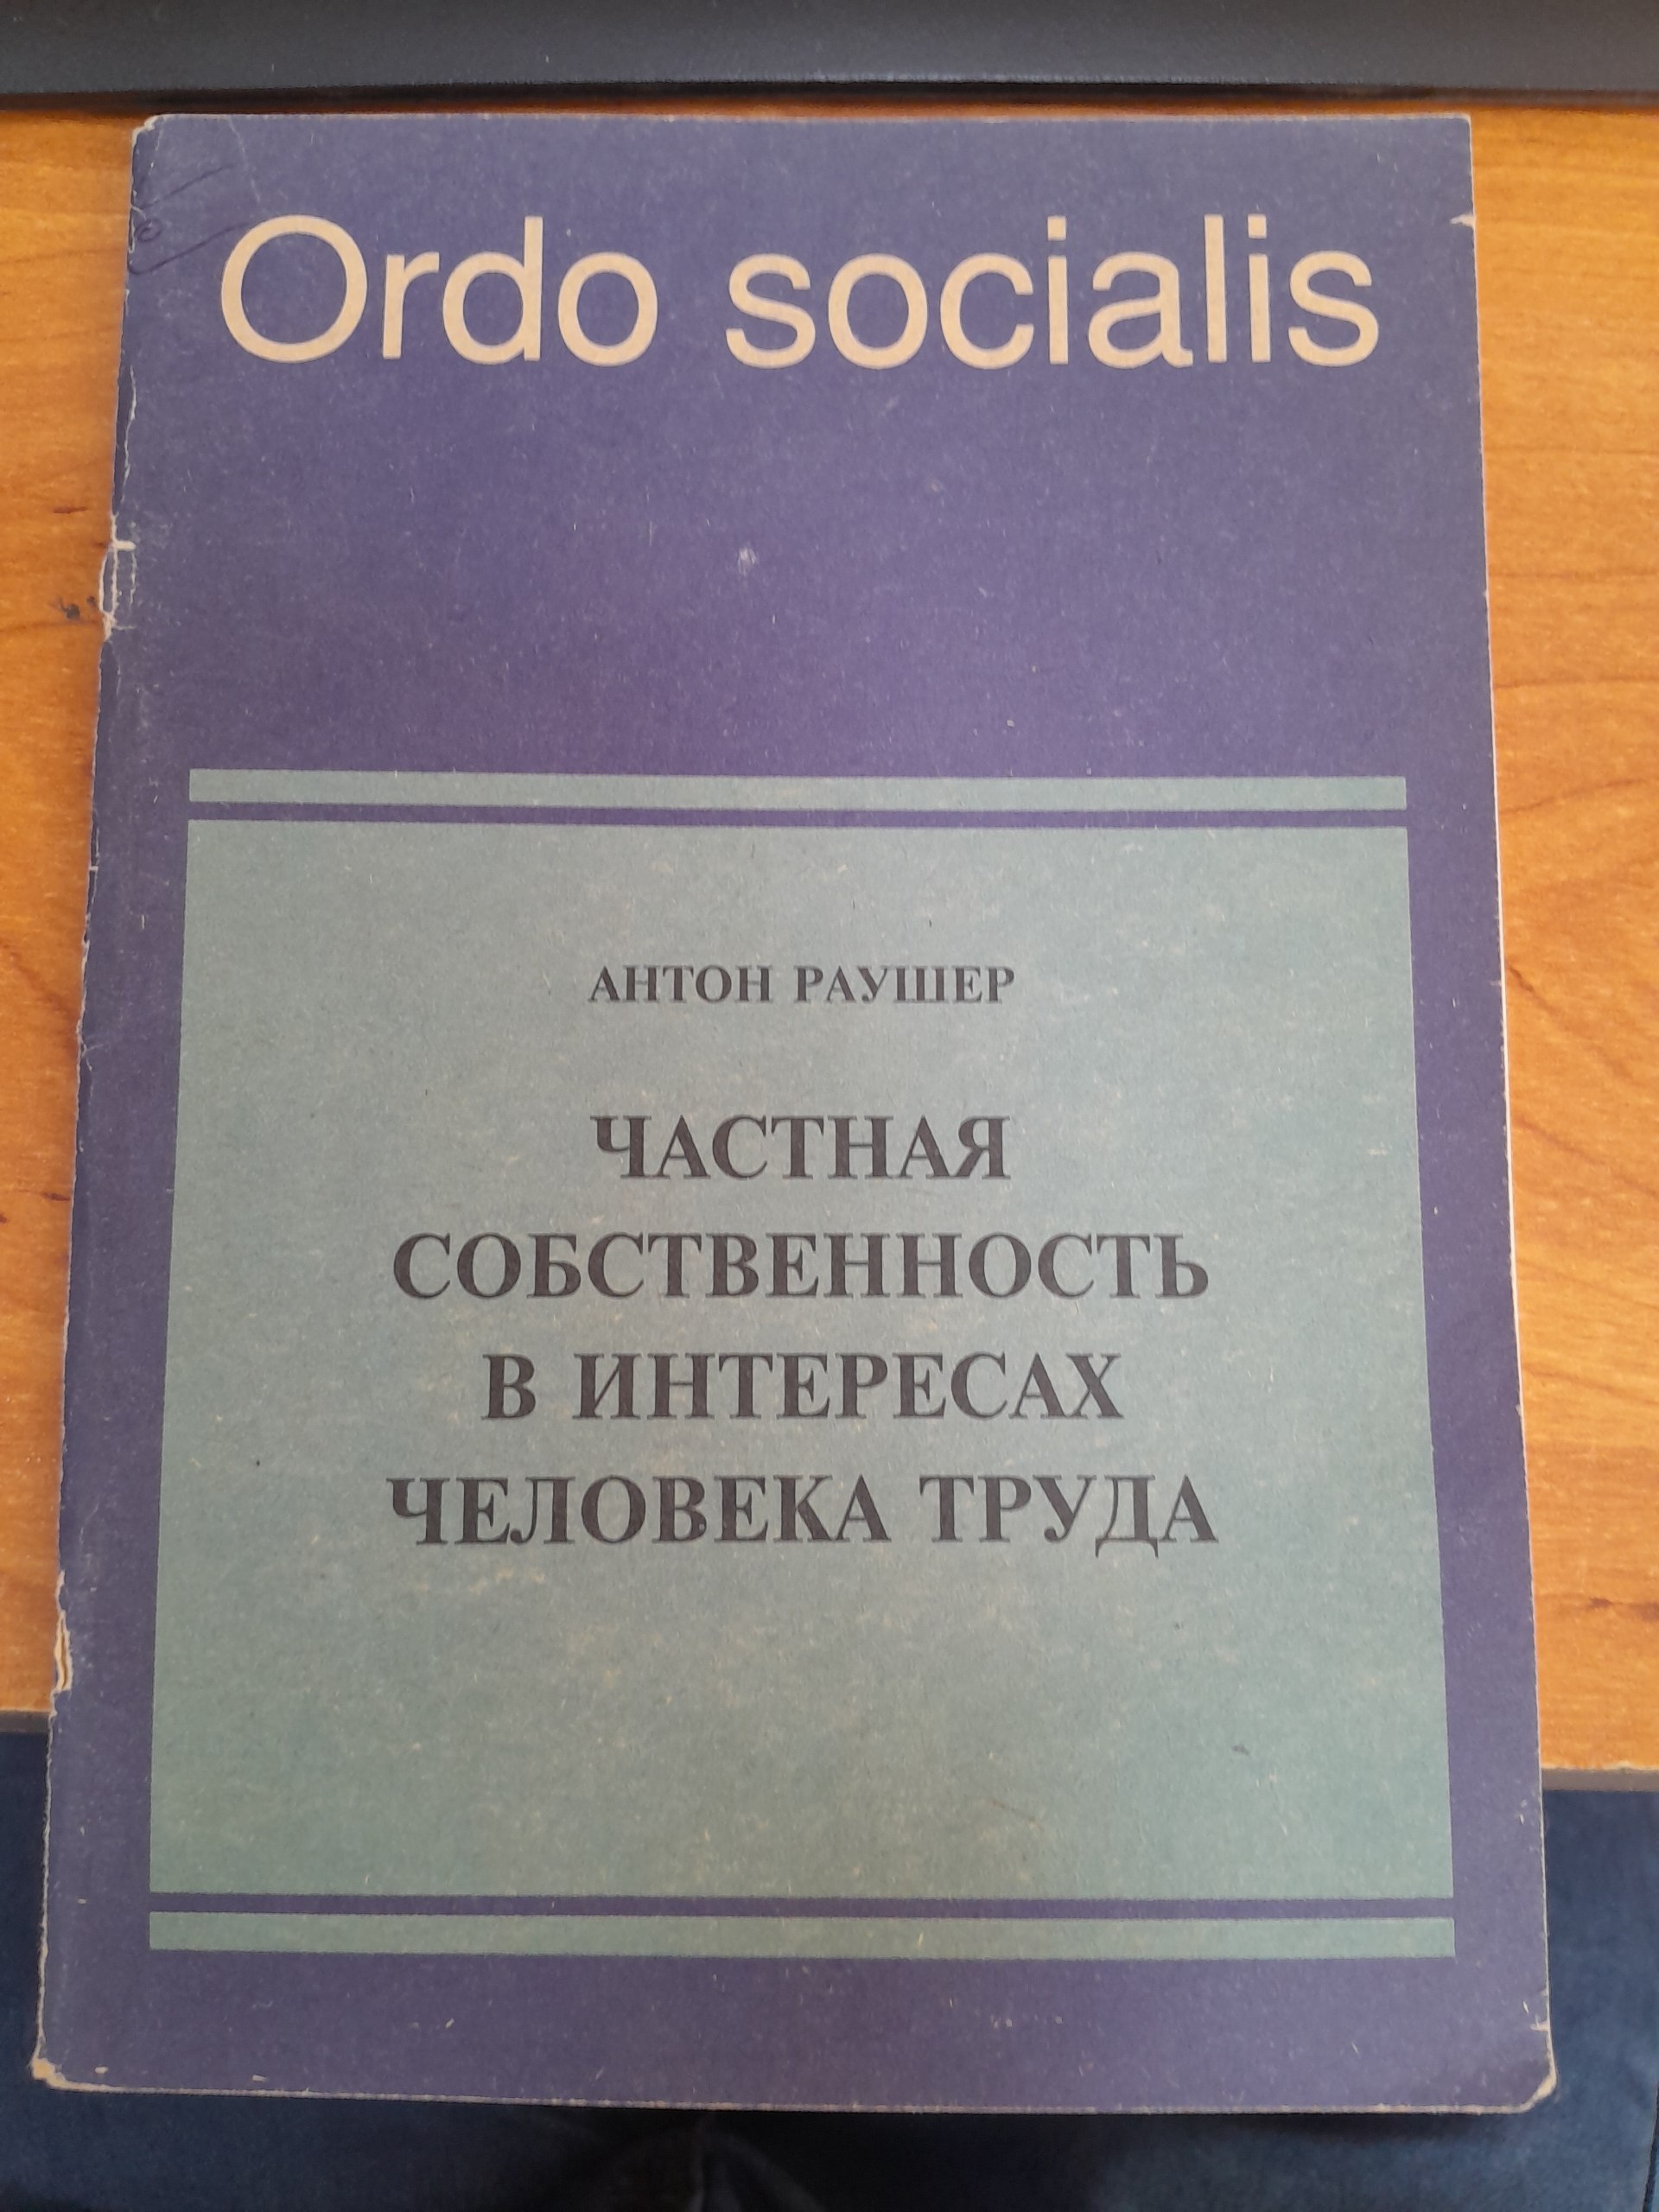 Ordo socialis
АНТОН РАУШЕР
ЧАСТНАЯ
СОБСТВЕННОСТЬ
В ИНТЕРЕСАХ
ЧЕЛОВЕКА ТРУДА